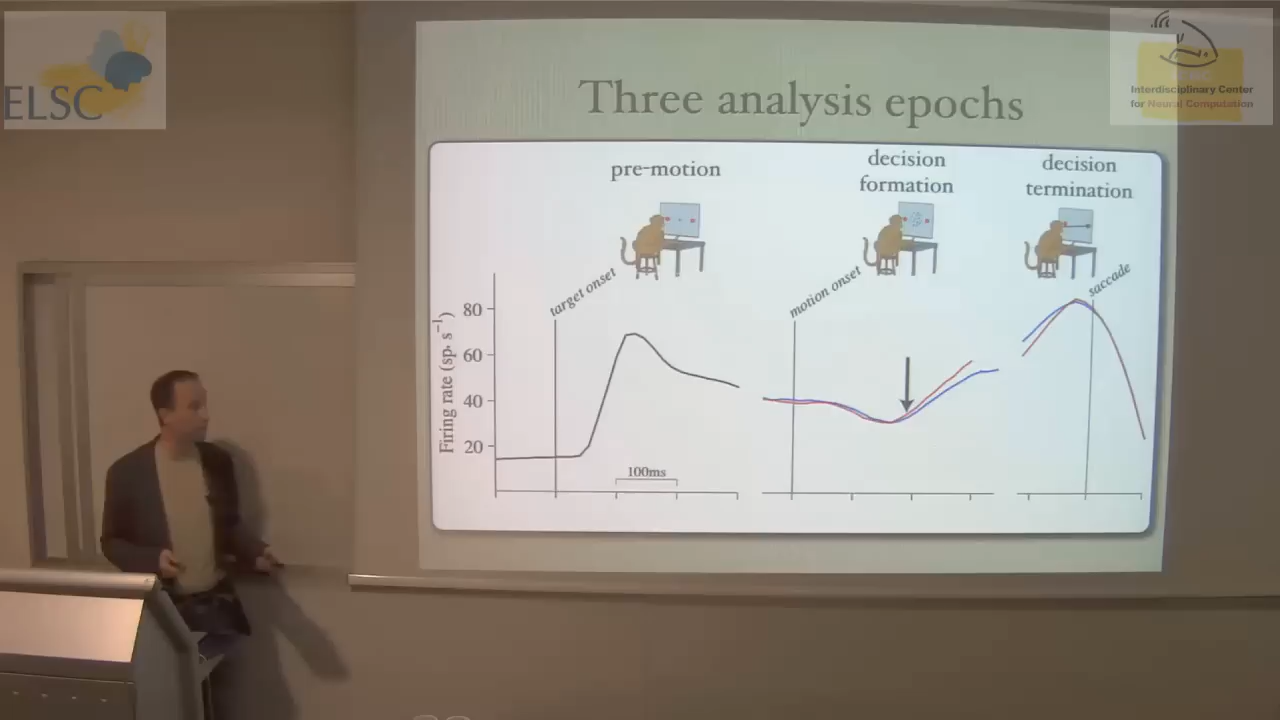 ELSC
Interdisciplinary Center
for Neural Computation
Three analysis epochs
pre-motion
decision
formation
decision
termination
target onset
motion onset
saccade
Firing rate (sp. s⁻¹)
80
60
40
20
100ms